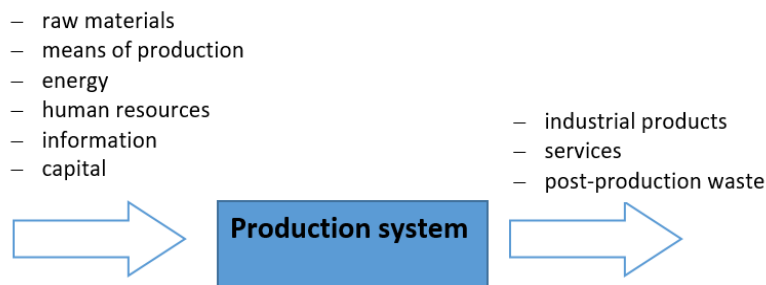 – raw materials
– means of production
– energy
– human resources
– information
– capital
– industrial products
– services
– post-production waste
Production system